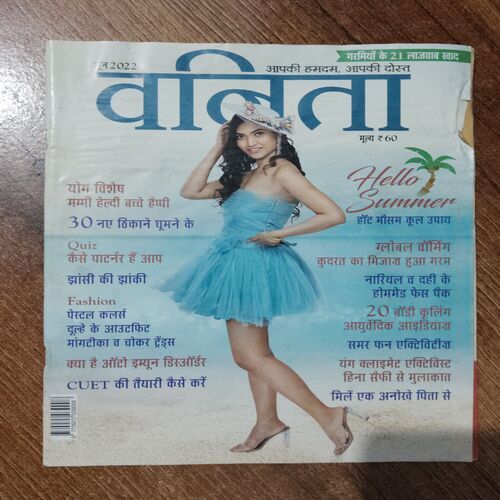 गरमियों के 21 लाजवाब स्वाद
जून 2022
आपकी हमदम, आपकी दोस्त
वनिता
मूल्य ₹ 60
Hello
Summer
हॉट मौसम कूल उपाय
योग विशेष
मम्मी हेल्दी बच्चे हैप्पी
30 नए ठिकाने घूमने के
Quiz
कैसे पार्टनर हैं आप
झांसी की झांकी
Fashion
पेस्टल कलर्स
दूल्हे के आउटफिट
मांगटीका व चोकर ट्रेंड्स
क्या है ऑटो इम्यून डिसऑर्डर
CUET की तैयारी कैसे करें
ग्लोबल वॉर्मिंग
कुदरत का मिजाज हुआ गरम
नारियल व दही के
होममेड फेस पैक
20 बॉडी कूलिंग
आयुर्वेदिक आइडियाज
समर फन एक्टिविटीज
यंग क्लाइमेट एक्टिविस्ट
हिना सैफी से मुलाकात
मिलें एक अनोखे पिता से